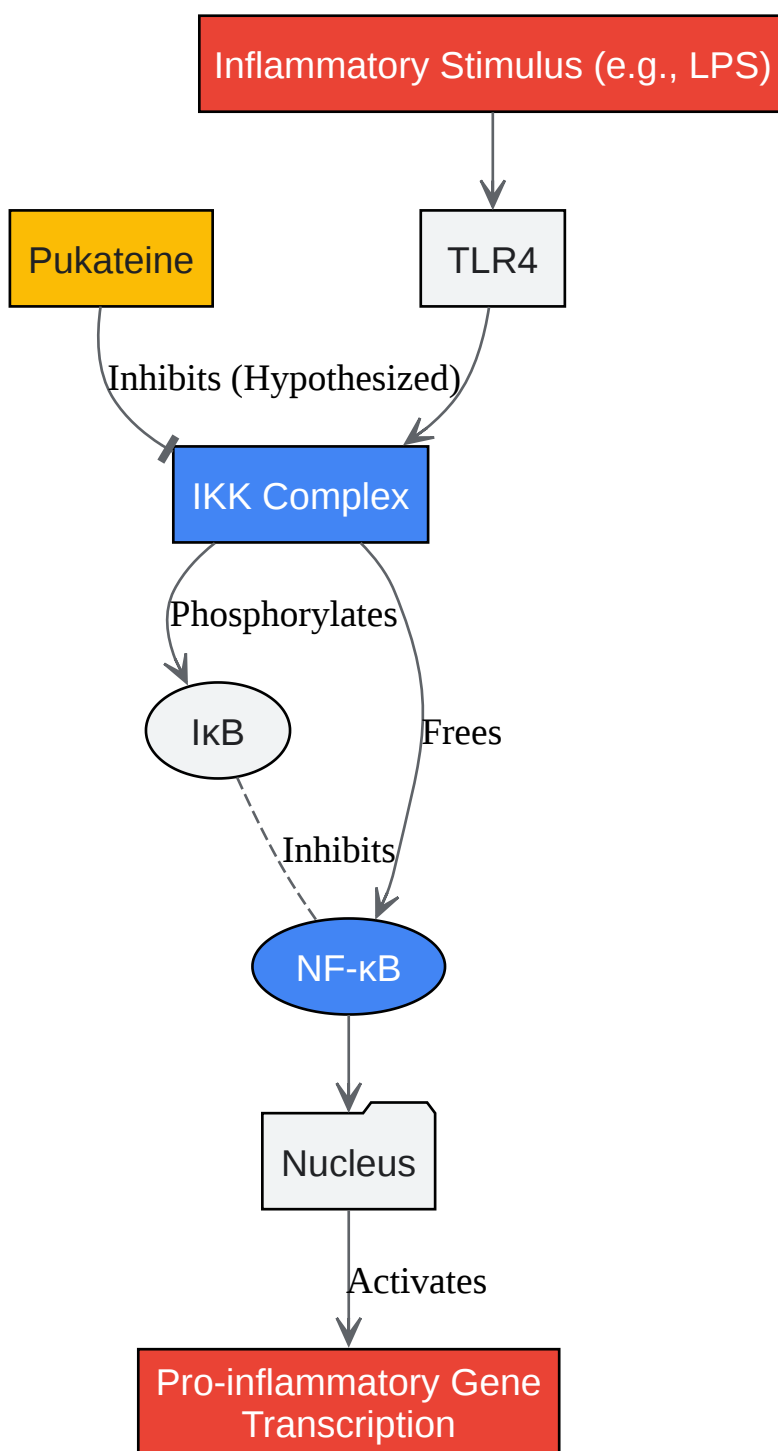 Inflammatory Stimulus (e.g., LPS)
Pukateine
TLR4
Inhibits (Hypothesized)
IKK Complex
Phosphorylates
IκB
Frees
Inhibits
NF-κB
Nucleus
Activates
Pro-inflammatory Gene
Transcription